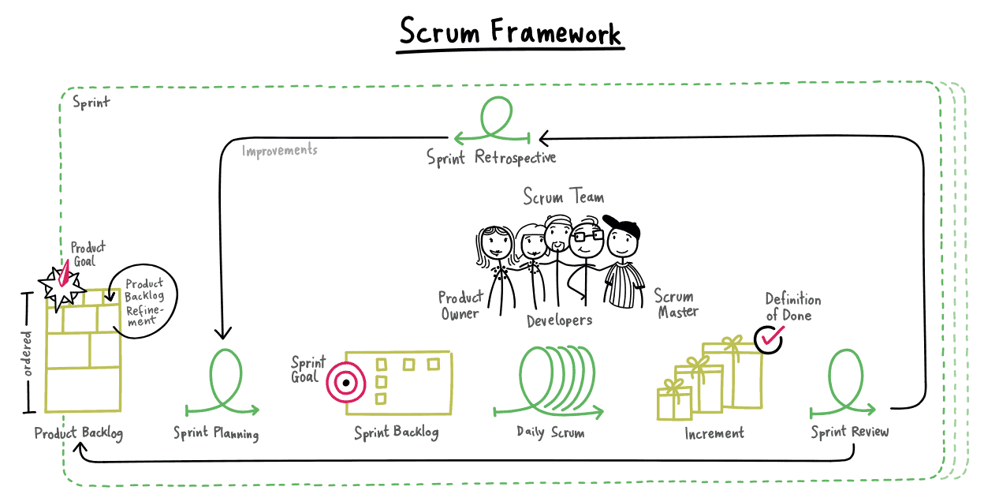 Scrum Framework
Sprint
Improvements
Sprint Retrospective
Scrum Team
Product
Goal
Product
Backlog
Refine-
ment
ordered
Product
Owner
Developers
Scrum
Master
Definition
of Done
Sprint
Goal
Product Backlog
Sprint Planning
Sprint Backlog
Daily Scrum
Increment
Sprint Review